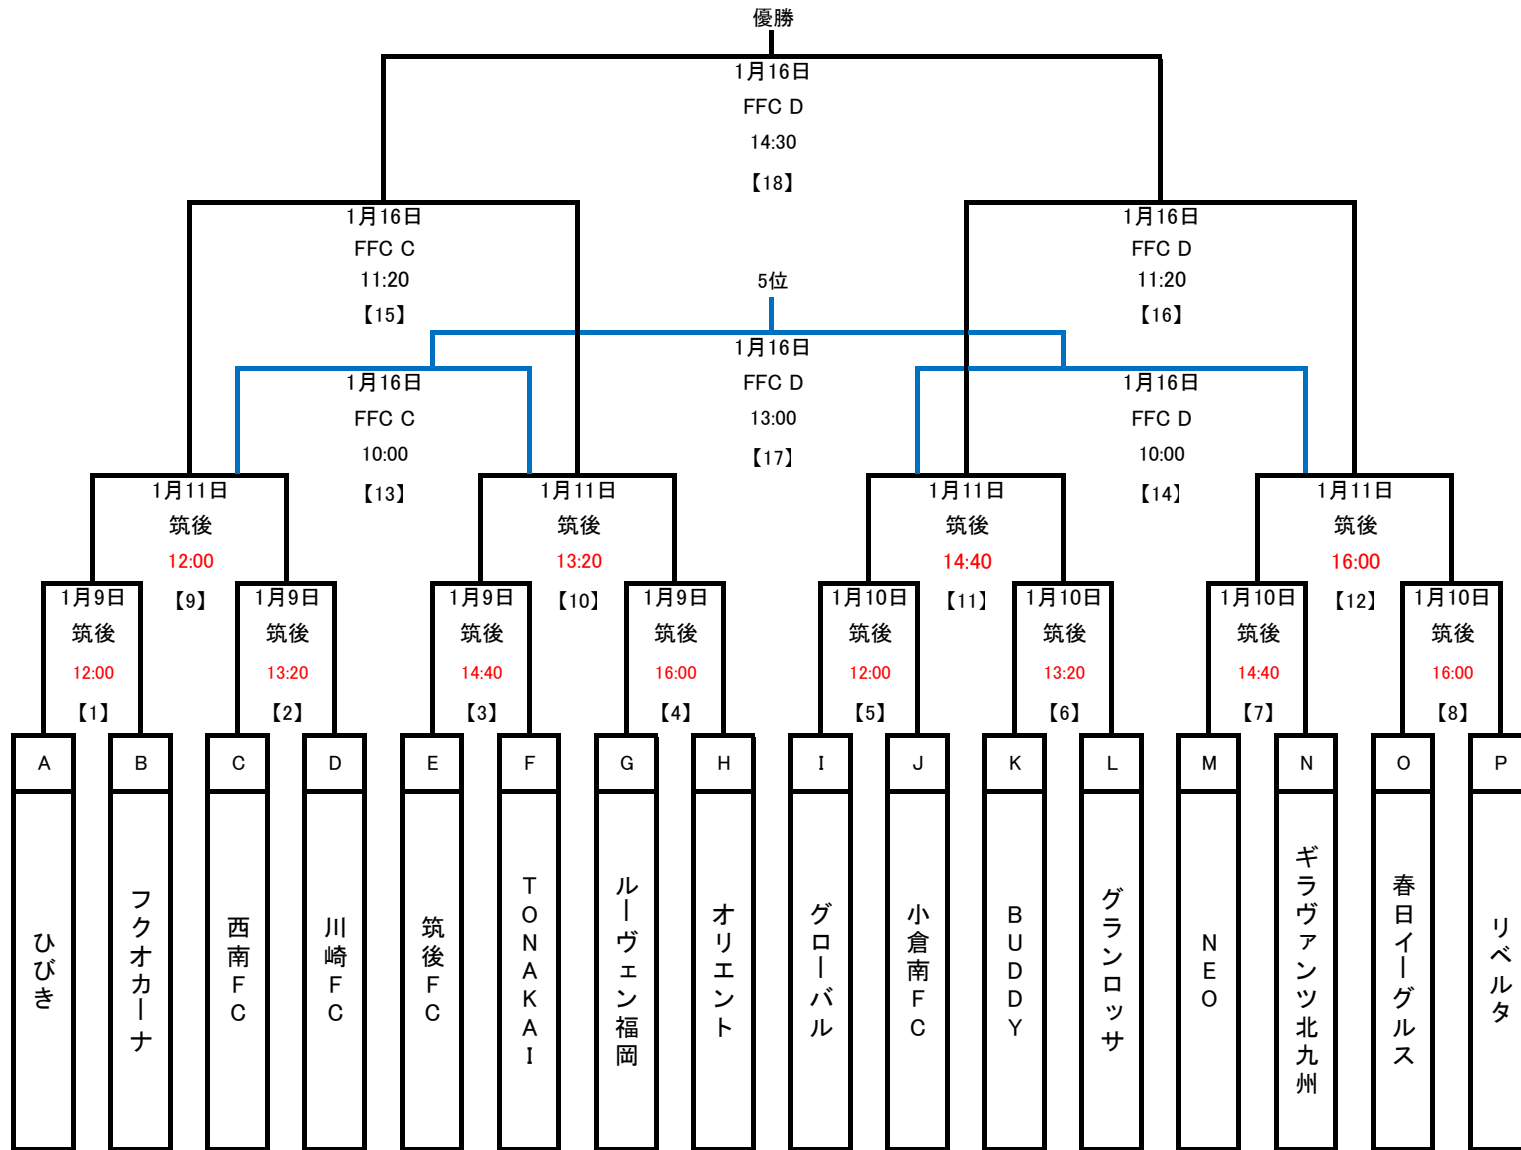 優勝
1月16日
FFC D
14:30
【18】
1月16日
FFC C
11:20
【15】
1月16日
FFC D
11:20
【16】
5位
1月16日
FFC D
13:00
【17】
1月16日
FFC C
10:00
【13】
1月16日
FFC D
10:00
【14】
1月11日
筑後
12:00
【9】
1月11日
筑後
13:20
【10】
1月11日
筑後
14:40
【11】
1月11日
筑後
16:00
【12】
1月9日
筑後
12:00
【1】
1月9日
筑後
13:20
【2】
1月9日
筑後
14:40
【3】
1月9日
筑後
16:00
【4】
1月10日
筑後
12:00
【5】
1月10日
筑後
13:20
【6】
1月10日
筑後
14:40
【7】
1月10日
筑後
16:00
【8】
A
ひびき
B
フクオカーナ
C
西南FC
D
川崎FC
E
筑後FC
F
TONAKAI
G
ルーヴェン福岡
H
オリエント
I
グローバル
J
小倉南FC
K
BUDDY
L
グランロッサ
M
NEO
N
ギラヴァンツ北九州
O
春日イーグルス
P
リベルタ